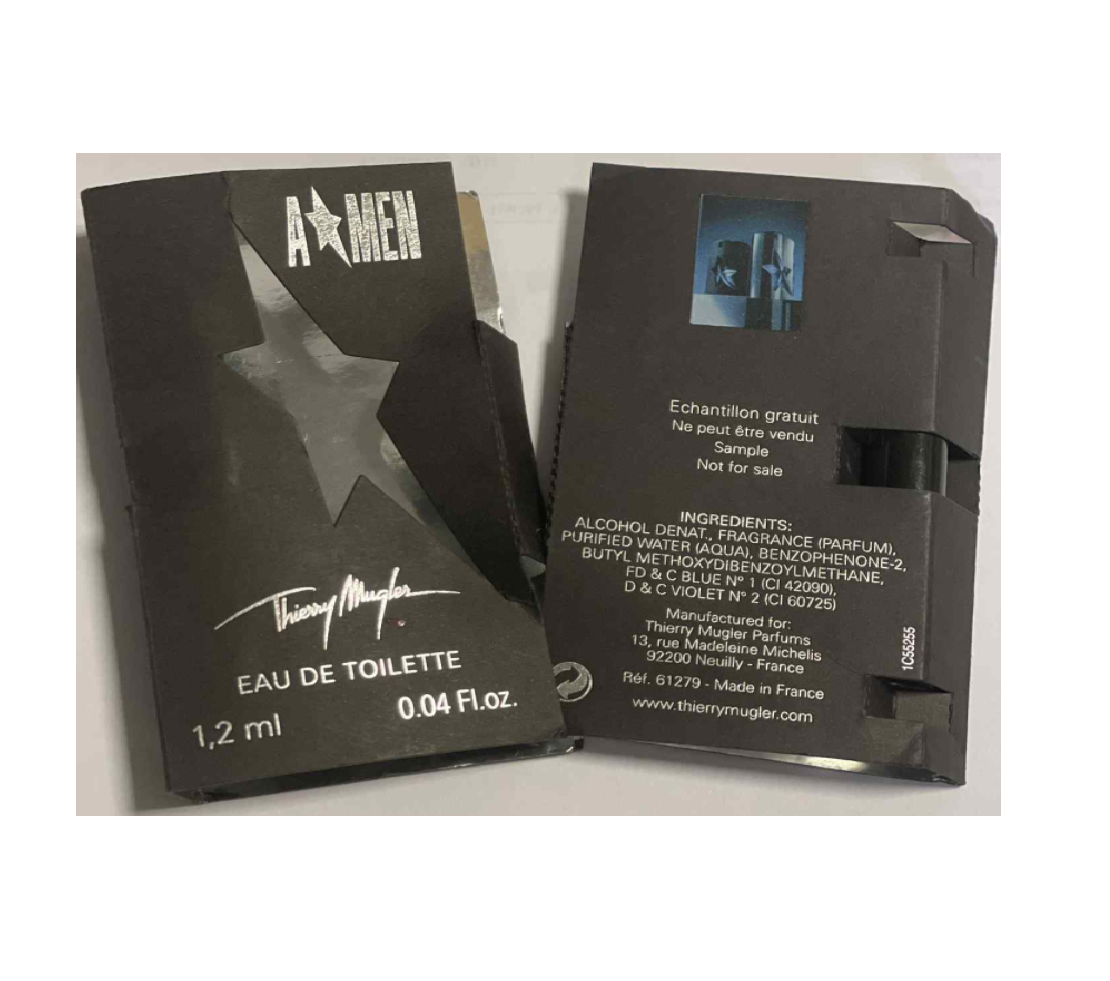 A★MEN
Thierry Mugler
EAU DE TOILETTE
1,2 ml
0.04 Fl.oz.
Echantillon gratuit
Ne peut être vendu
Sample
Not for sale
INGREDIENTS:
ALCOHOL DENAT., FRAGRANCE (PARFUM),
PURIFIED WATER (AQUA), BENZOPHENONE-2,
BUTYL METHOXYDIBENZOYLMETHANE,
FD & C BLUE N° 1 (CI 42090),
D & C VIOLET N° 2 (CI 60725)
Manufactured for:
Thierry Mugler Parfums
13, rue Madeleine Michelis
92200 Neuilly - France
Réf. 61279 - Made in France
www.thierrymugler.com
1C55255